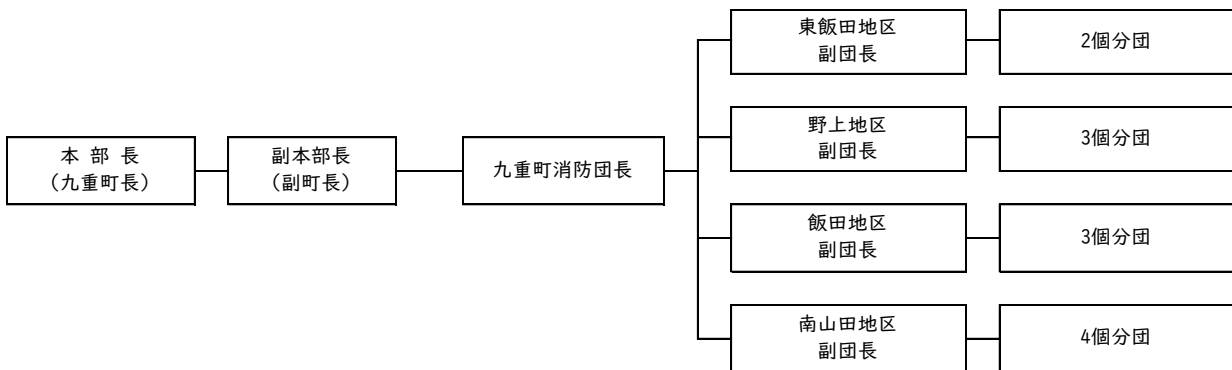 本 部 長
（九重町長）
副本部長
（副町長）
九重町消防団長
東飯田地区
副団長
2個分団
野上地区
副団長
3個分団
飯田地区
副団長
3個分団
南山田地区
副団長
4個分団